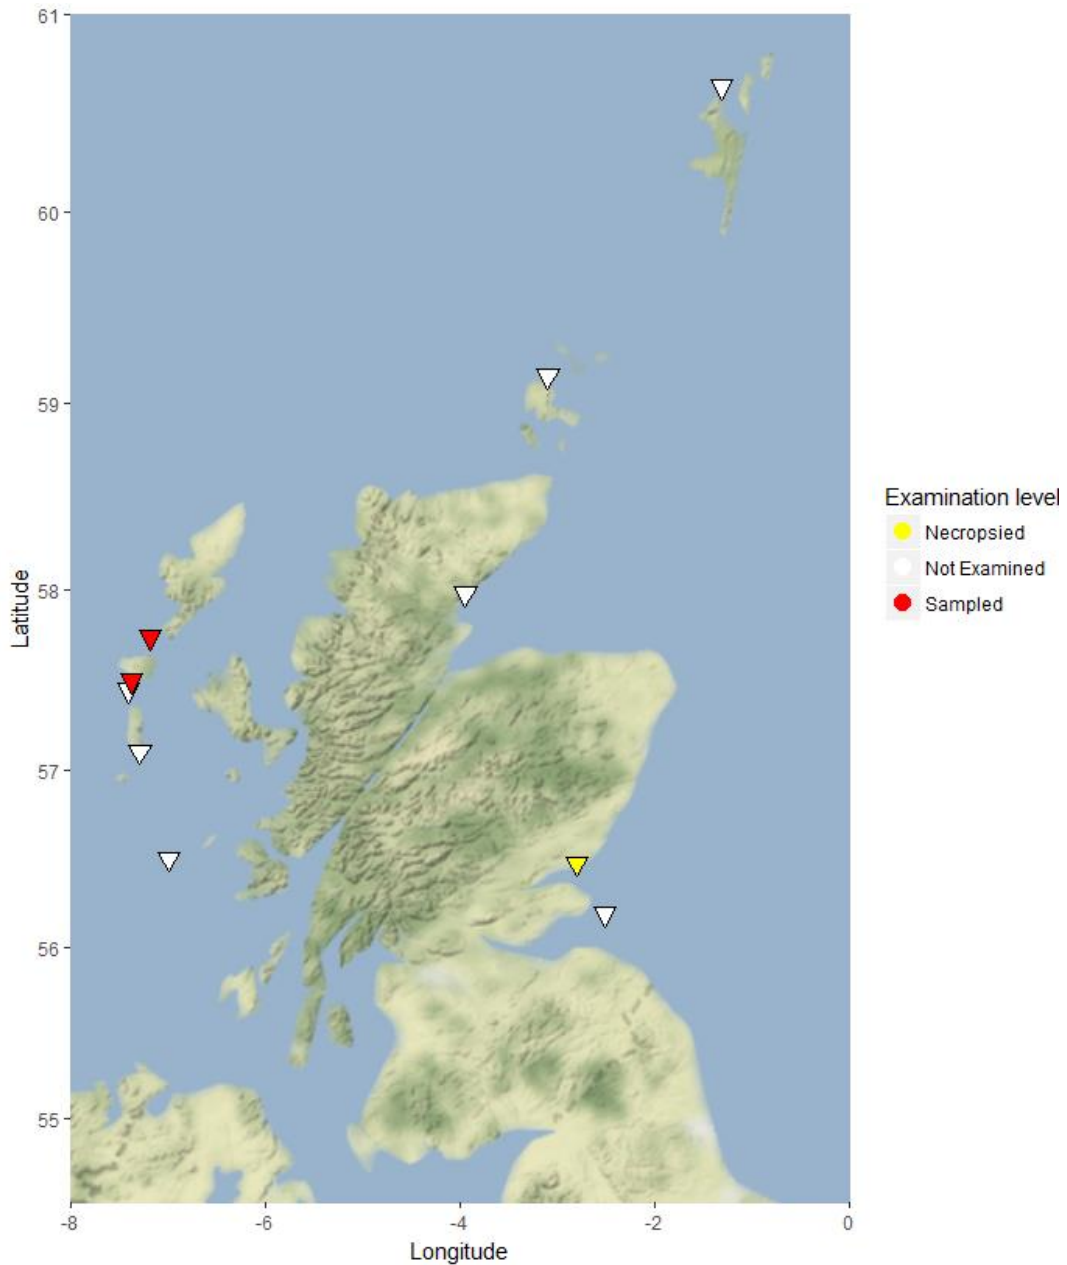 61
60
59
58
57
56
55
Latitude
-8
-6
-4
-2
0
Longitude
Examination level
Necropsied
Not Examined
Sampled